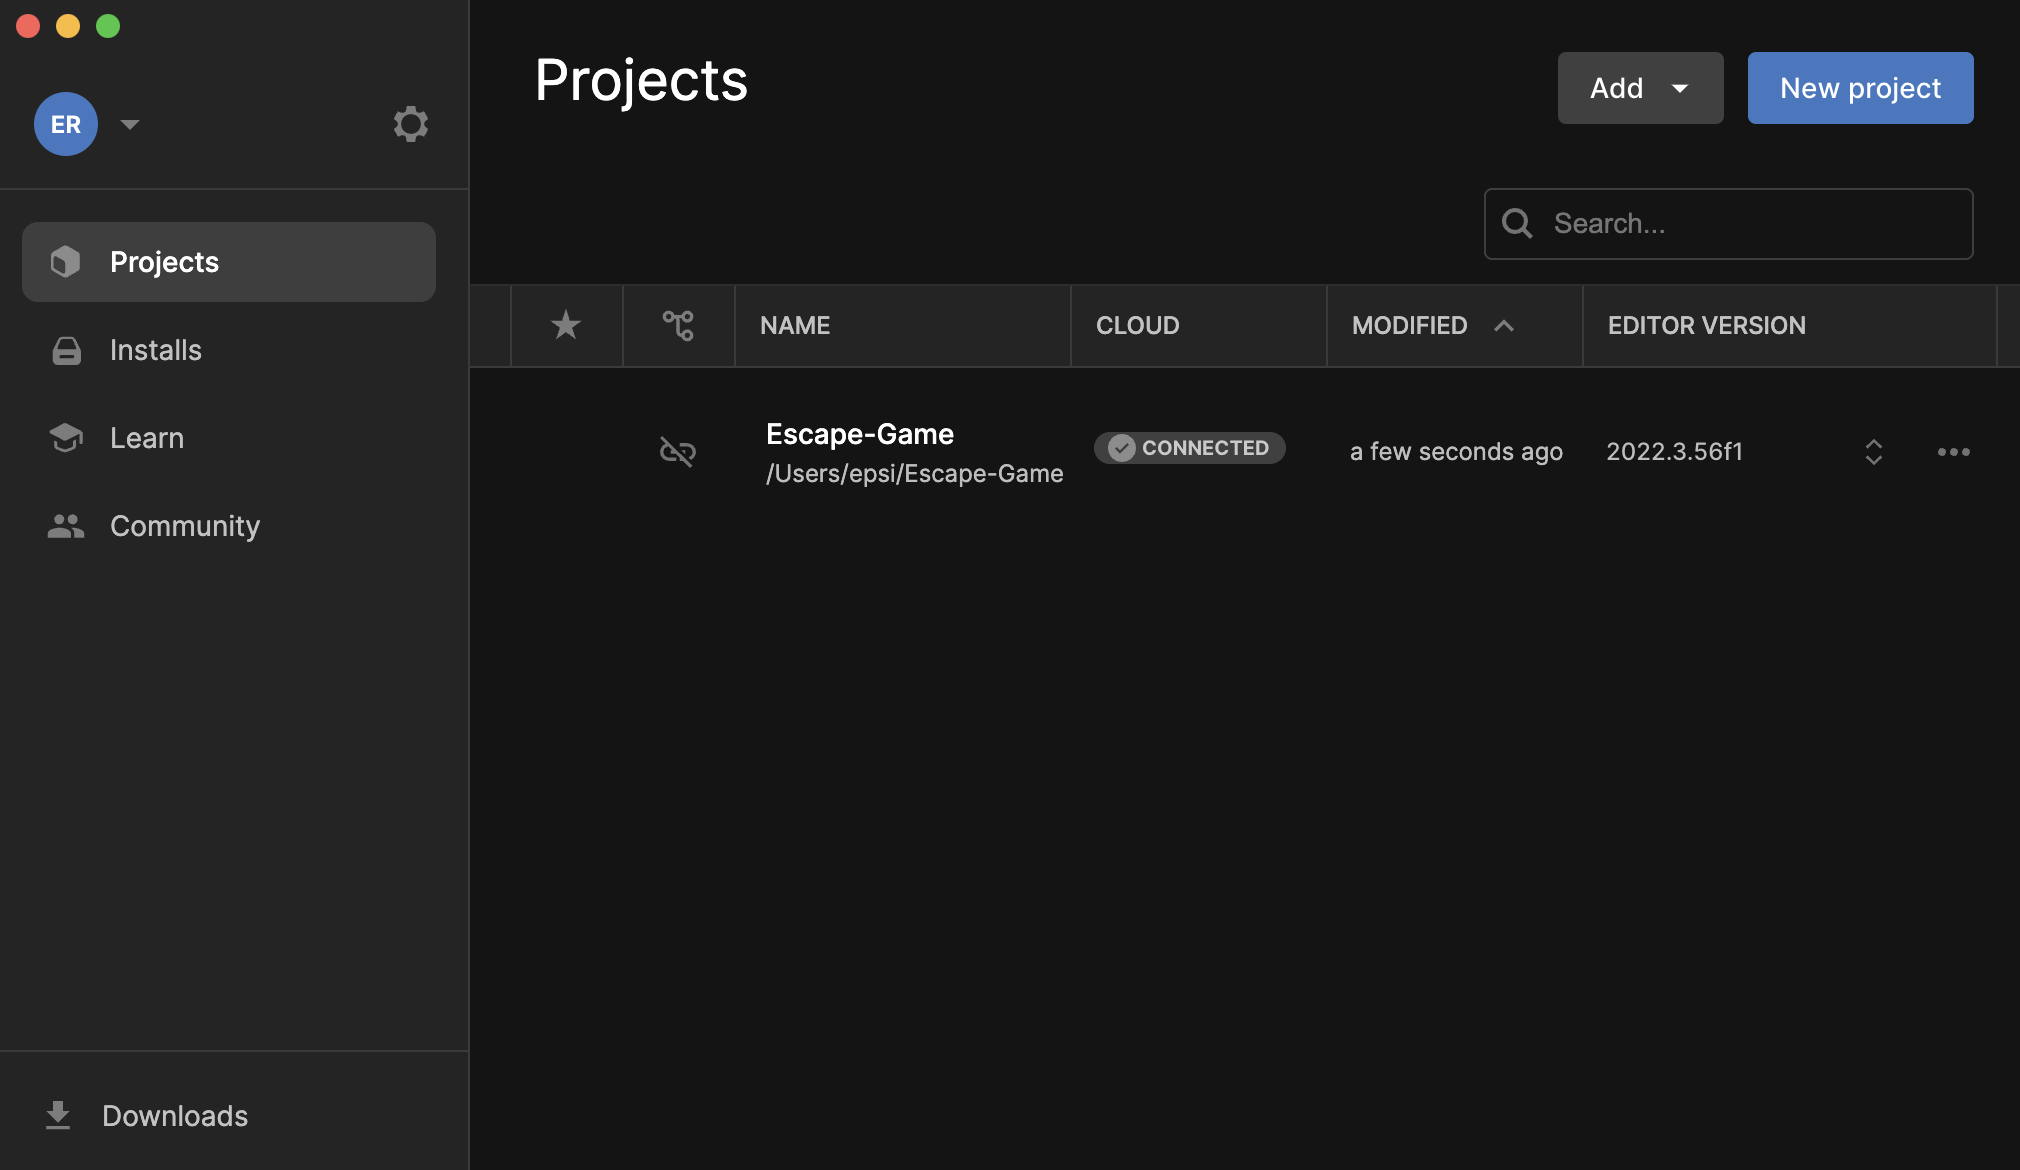 ER
Projects
Installs
Learn
Community
Downloads
Projects
Add
New project
Search...
NAME CLOUD MODIFIED EDITOR VERSION
Escape-Game
/Users/epsi/Escape-Game
CONNECTED
a few seconds ago
2022.3.56f1